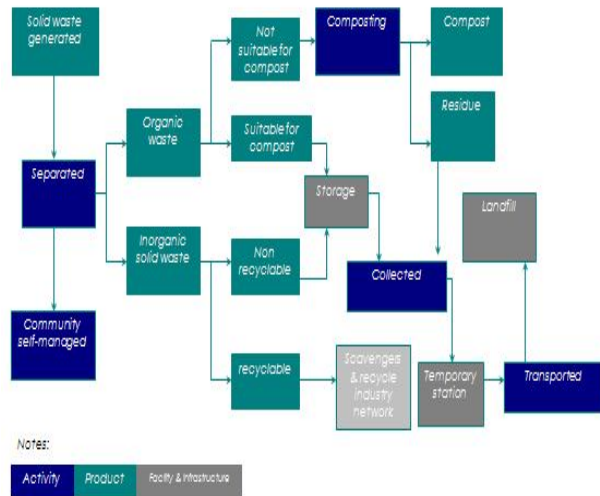 Solid waste
generated
Not
suitable for
compost
Composting
Compost
Organic
waste
Suitable for
compost
Residue
Separated
Storage
Landfill
Inorganic
solid waste
Non
recyclable
Collected
Community
self-managed
recyclable
Scavengers
& recycle
industry
network
Temporary
station
Transported
Notes:
Activity
Product
Facility & Infrastructure